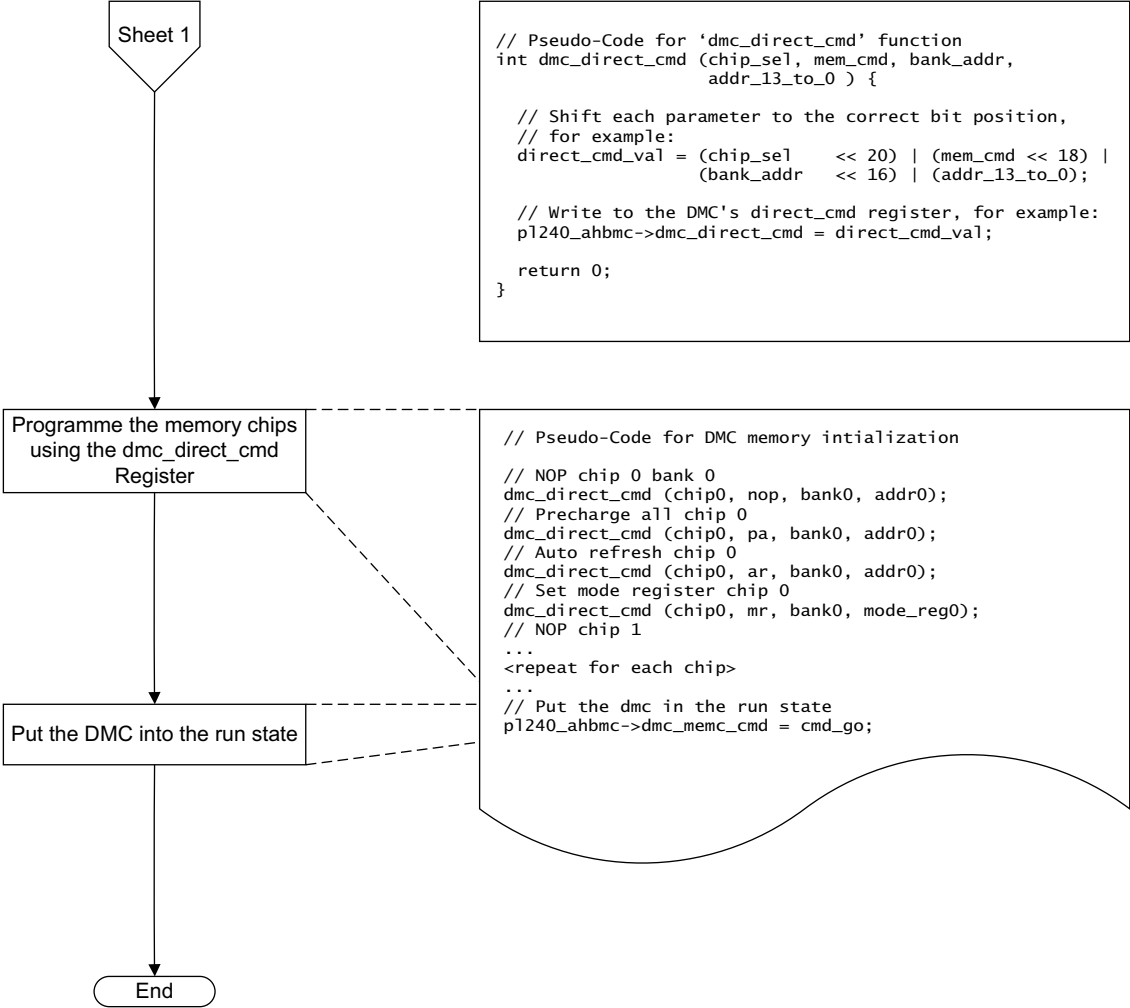 Sheet 1
// Pseudo-Code for ‘dmc_direct_cmd’ function
int dmc_direct_cmd (chip_sel, mem_cmd, bank_addr,
addr_13_to_0 ) {
// Shift each parameter to the correct bit position,
// for example:
direct_cmd_val = (chip_sel << 20) | (mem_cmd << 18) |
(bank_addr << 16) | (addr_13_to_0);
// Write to the DMC's direct_cmd register, for example:
pl240_ahbmc->dmc_direct_cmd = direct_cmd_val;
return 0;
}
Programme the memory chips
using the dmc_direct_cmd
Register
// Pseudo-Code for DMC memory intialization
// NOP chip 0 bank 0
dmc_direct_cmd (chip0, nop, bank0, addr0);
// Precharge all chip 0
dmc_direct_cmd (chip0, pa, bank0, addr0);
// Auto refresh chip 0
dmc_direct_cmd (chip0, ar, bank0, addr0);
// Set mode register chip 0
dmc_direct_cmd (chip0, mr, bank0, mode_reg0);
// NOP chip 1
...
<repeat for each chip>
...
// Put the dmc in the run state
pl240_ahbmc->dmc_memc_cmd = cmd_go;
Put the DMC into the run state
End